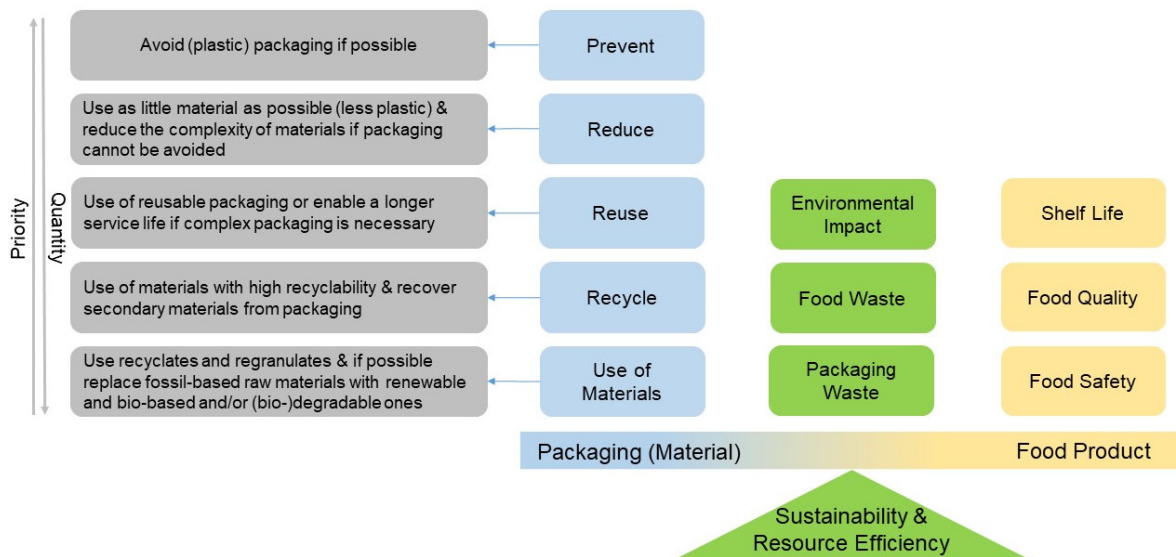 Priority
Quantity
Avoid (plastic) packaging if possible
Prevent
Use as little material as possible (less plastic) &
reduce the complexity of materials if packaging
cannot be avoided
Reduce
Use of reusable packaging or enable a longer
service life if complex packaging is necessary
Reuse
Environmental
Impact
Shelf Life
Use of materials with high recyclability & recover
secondary materials from packaging
Recycle
Food Waste
Food Quality
Use recyclates and regranulates & if possible
replace fossil-based raw materials with renewable
and bio-based and/or (bio-)degradable ones
Use of
Materials
Packaging
Waste
Food Safety
Packaging (Material)
Food Product
Sustainability &
Resource Efficiency